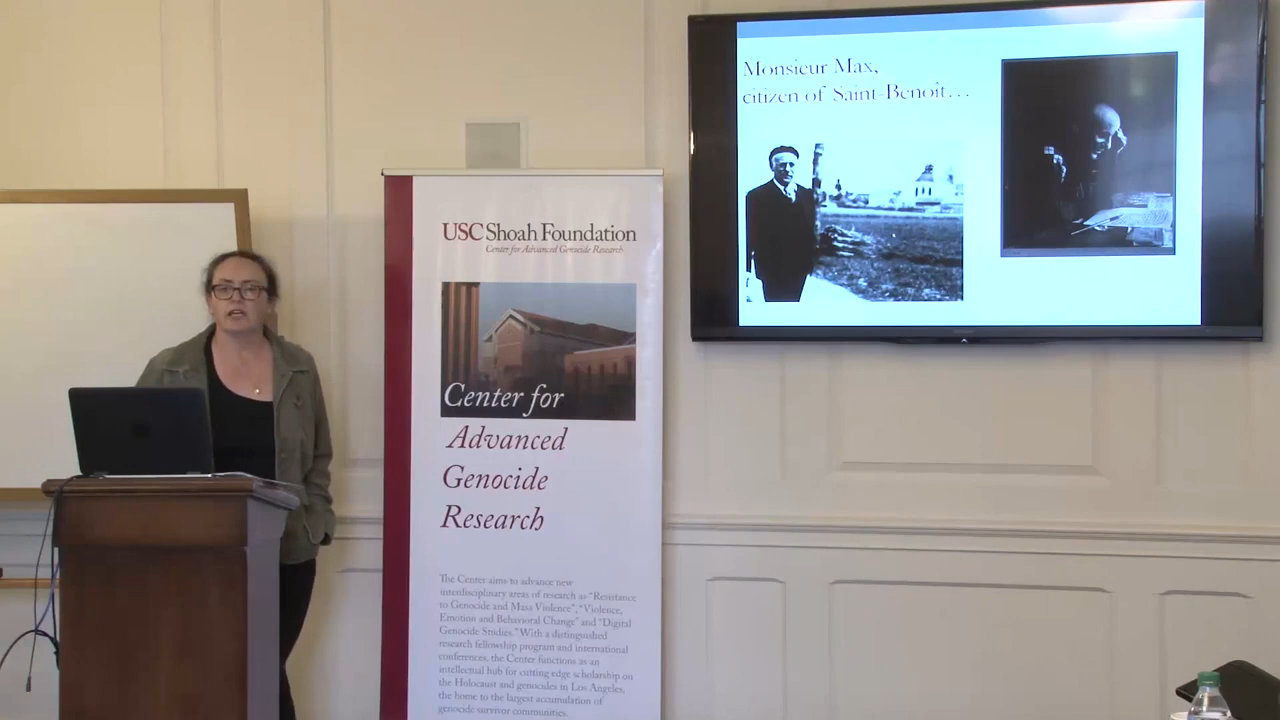 Monsieur Max,
citizen of Saint-Benoit…
USC Shoah Foundation
Center for Advanced Genocide Research
Center for
Advanced
Genocide
Research
The Center aims to advance new
interdisciplinary areas of research as "Resistance
to Genocide and Mass Violence", "Violence,
Emotion and Behavioral Change" and "Digital
Genocide Studies." With a distinguished
research fellowship program and international
conferences, the Center functions as an
intellectual hub for cutting edge scholarship on
the Holocaust and genocides in Los Angeles,
the home to the largest accumulation of
genocide survivor communities.